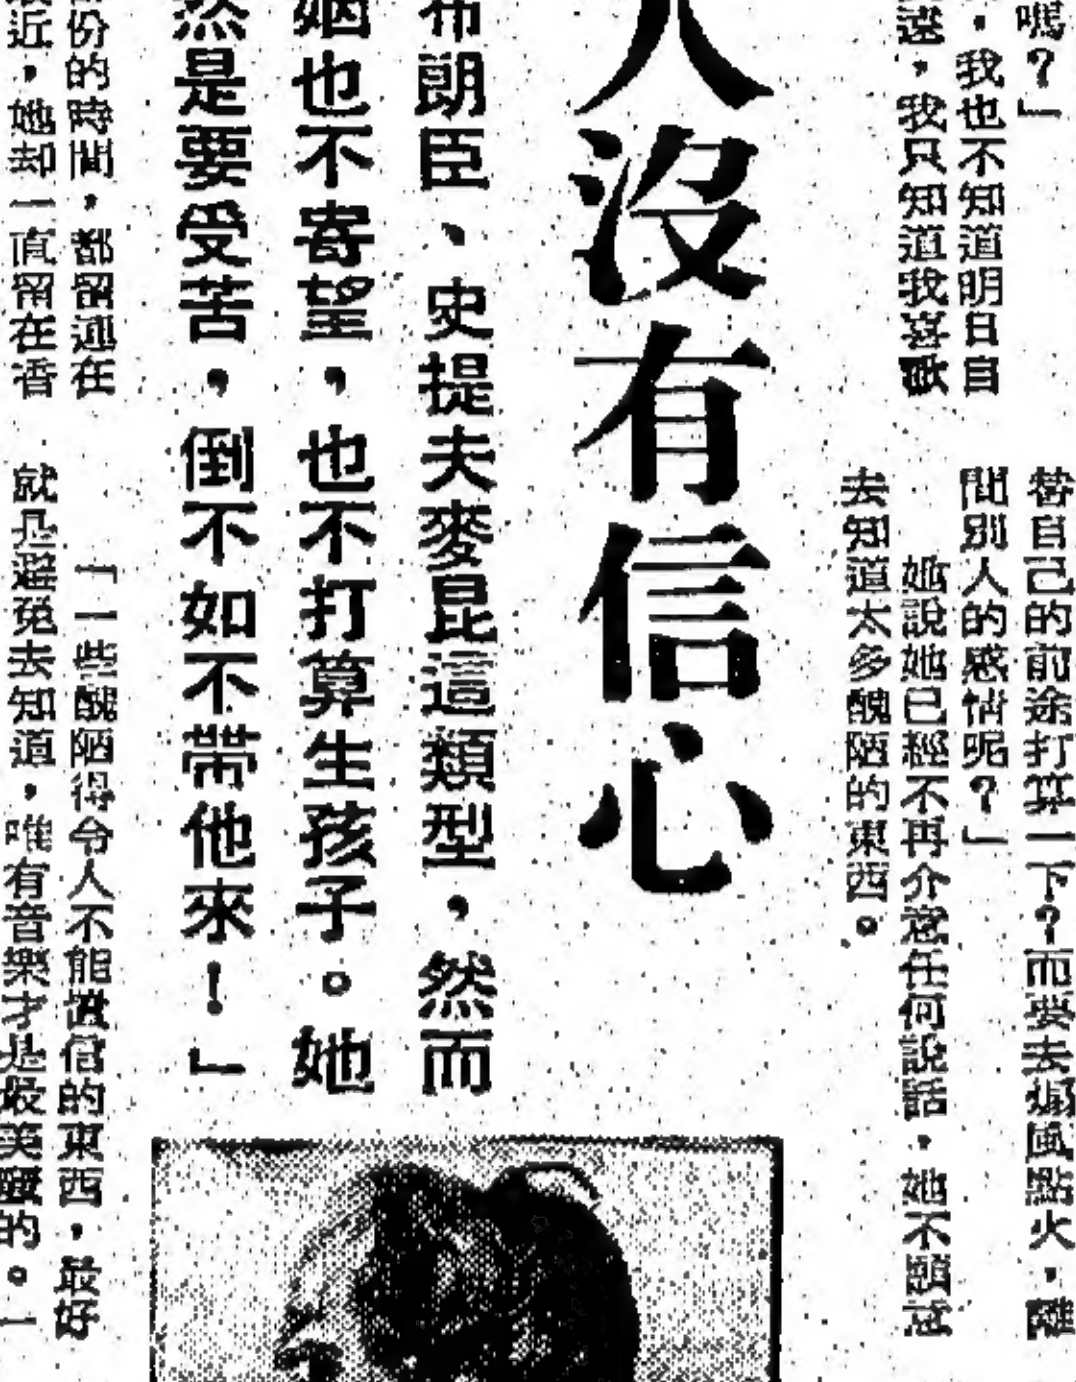 嗎？」
，我也不知道明日自
遠，我只知道我喜歡
替自己的前途打算一下？而要去煽風點火，離
間別人的感情呢？」
她說她已經不再介意任何說話，她不願意
去知道太多醜陋的東西。
人沒有信心
布朗臣、史提夫麥昆這類型，然而
姻也不寄望，也不打算生孩子。她
然是要受苦，倒不如不帶他來！」
份的時間，都留連在
近，她却一直留在香
「一些醜陋得令人不能置信的東西，最好
就是避免去知道，唯有音樂才是最美麗的。」